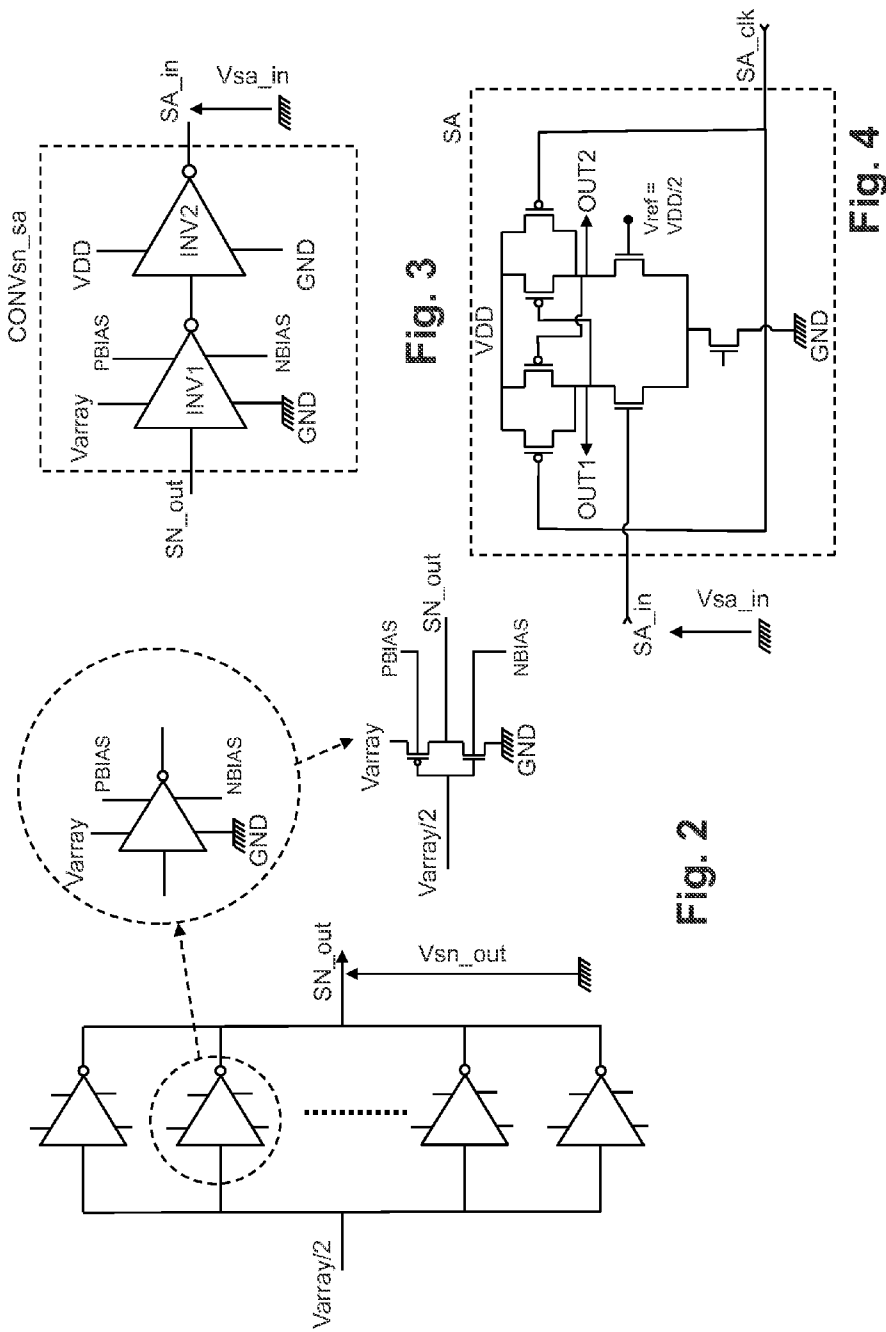 Varray/2
SN_out
Vsn_out
Varray
PBIAS
NBIAS
GND
Varray
PBIAS
Varray/2
SN_out
NBIAS
GND
Fig. 2
CONVsn_sa
Varray
PBIAS
VDD
SN_out
INV1
INV2
SA_in
Vsa_in
GND
NBIAS
GND
Fig. 3
SA
VDD
OUT1
OUT2
Vref =
VDD/2
SA_in
Vsa_in
GND
SA_clk
Fig. 4